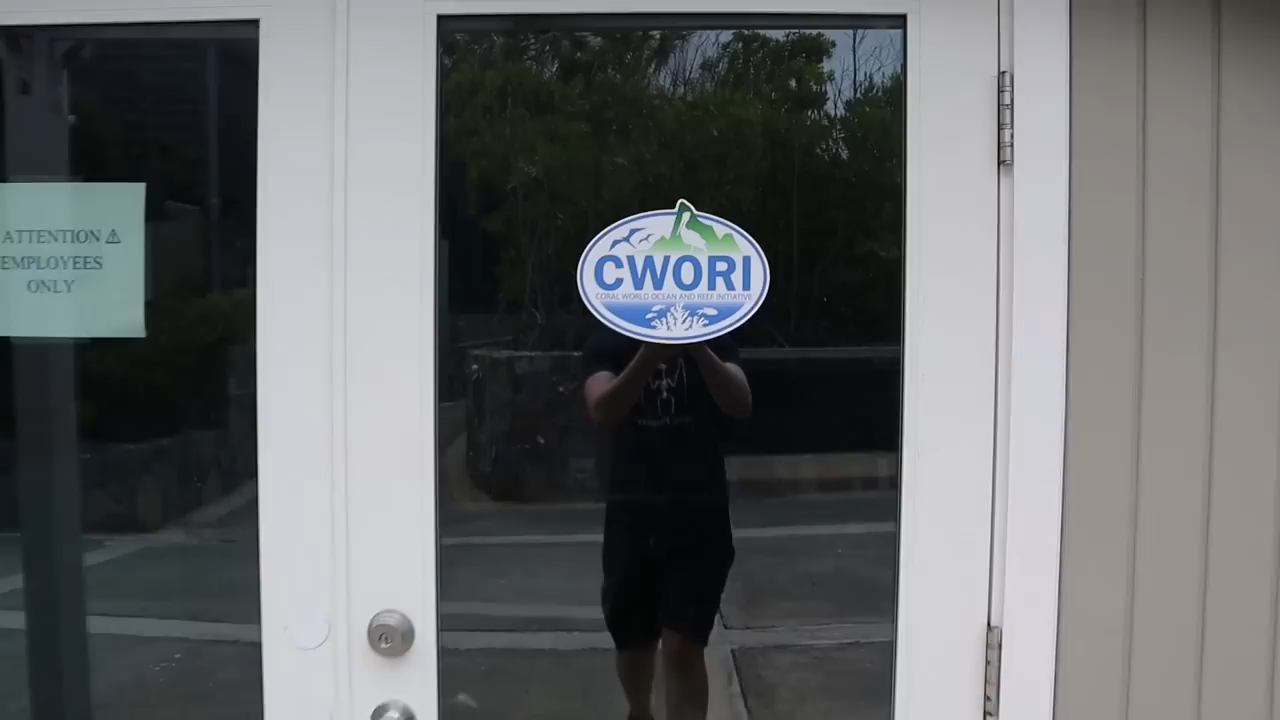 ATTENTION ⚠
EMPLOYEES
ONLY
CWORI
CORAL WORLD OCEAN AND REEF INITIATIVE